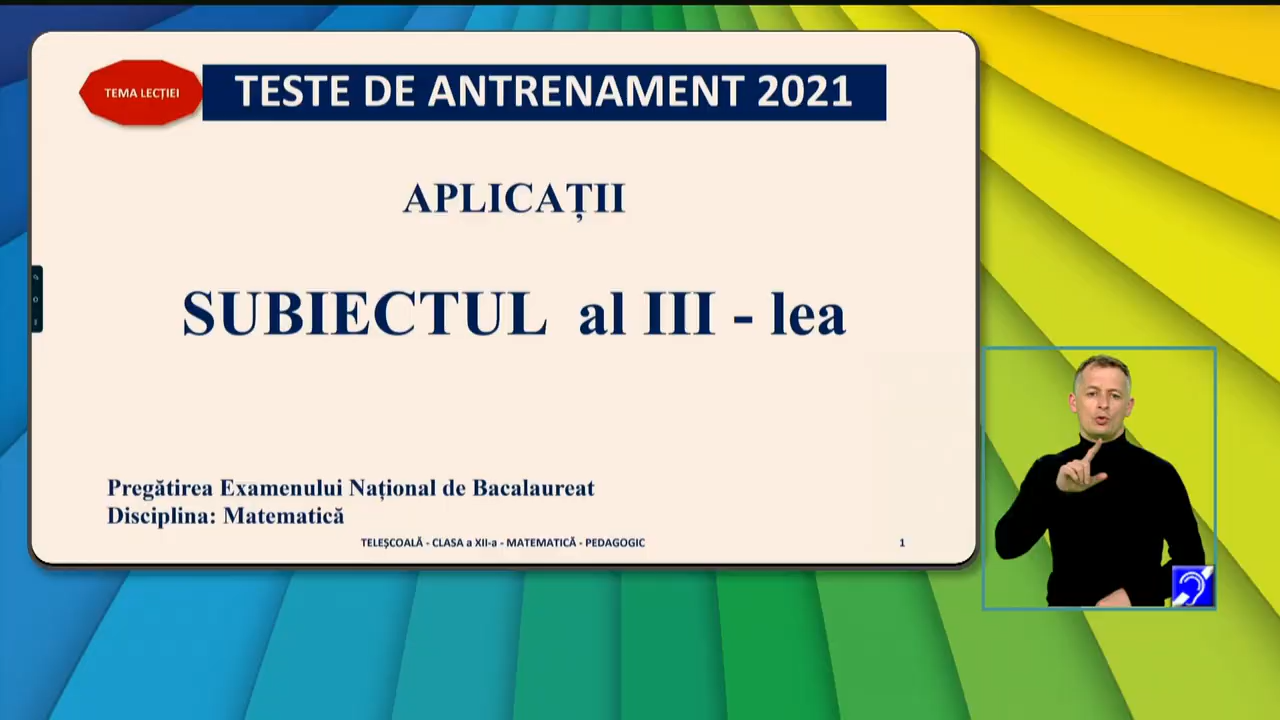 TEMA LECȚIEI
TESTE DE ANTRENAMENT 2021
APLICAȚII
SUBIECTUL al III - lea
Pregătirea Examenului Național de Bacalaureat
Disciplina: Matematică
TELEȘCOALĂ - CLASA a XII-a - MATEMATICĂ - PEDAGOGIC
1